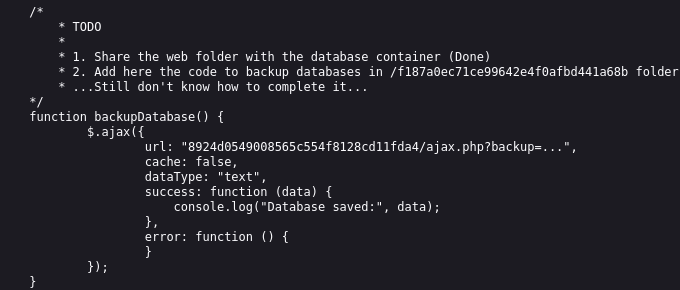 /*
* TODO
*
* 1. Share the web folder with the database container (Done)
* 2. Add here the code to backup databases in /f187a0ec71ce99642e4f0afbd441a68b folder
* ...Still don't know how to complete it...
*/
function backupDatabase() {
$.ajax({
url: "8924d0549008565c554f8128cd11fda4/ajax.php?backup=...",
cache: false,
dataType: "text",
success: function (data) {
console.log("Database saved:", data);
},
error: function () {
}
});
}